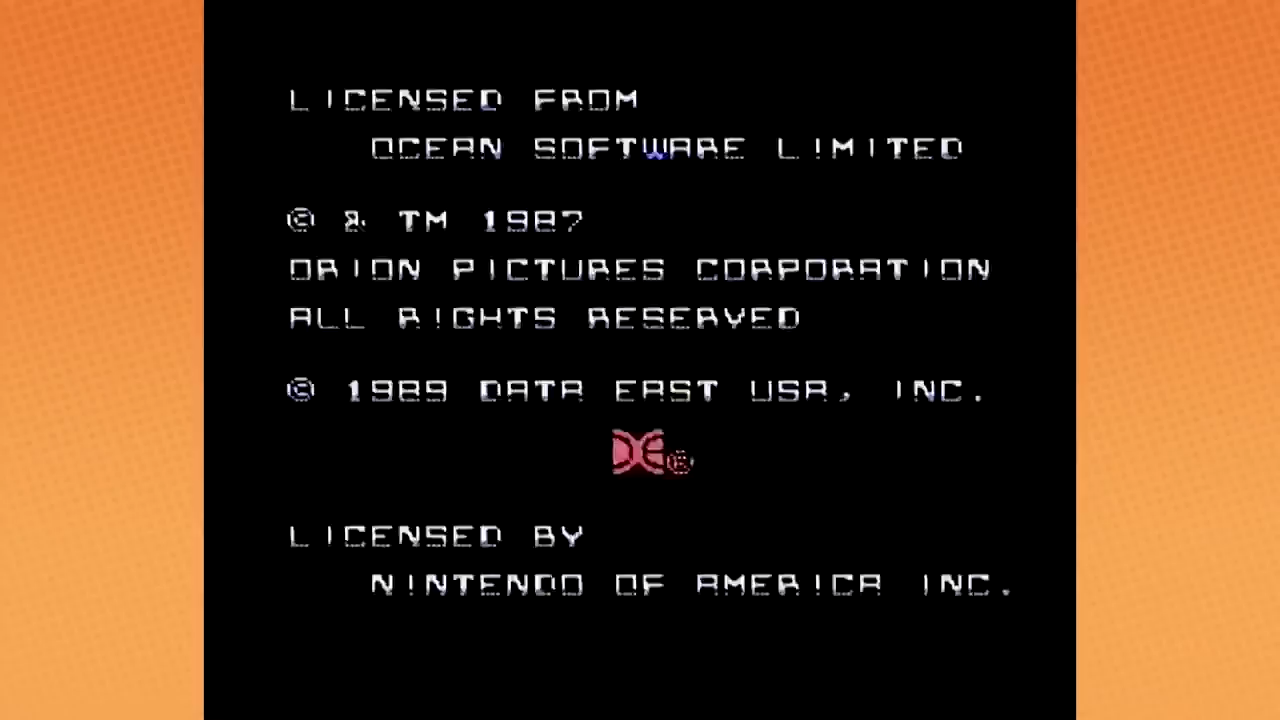 LICENSED FROM
OCEAN SOFTWARE LIMITED
© & TM 1987
ORION PICTURES CORPORATION
ALL RIGHTS RESERVED
© 1989 DATA EAST USA, INC.
DE®
LICENSED BY
NINTENDO OF AMERICA INC.